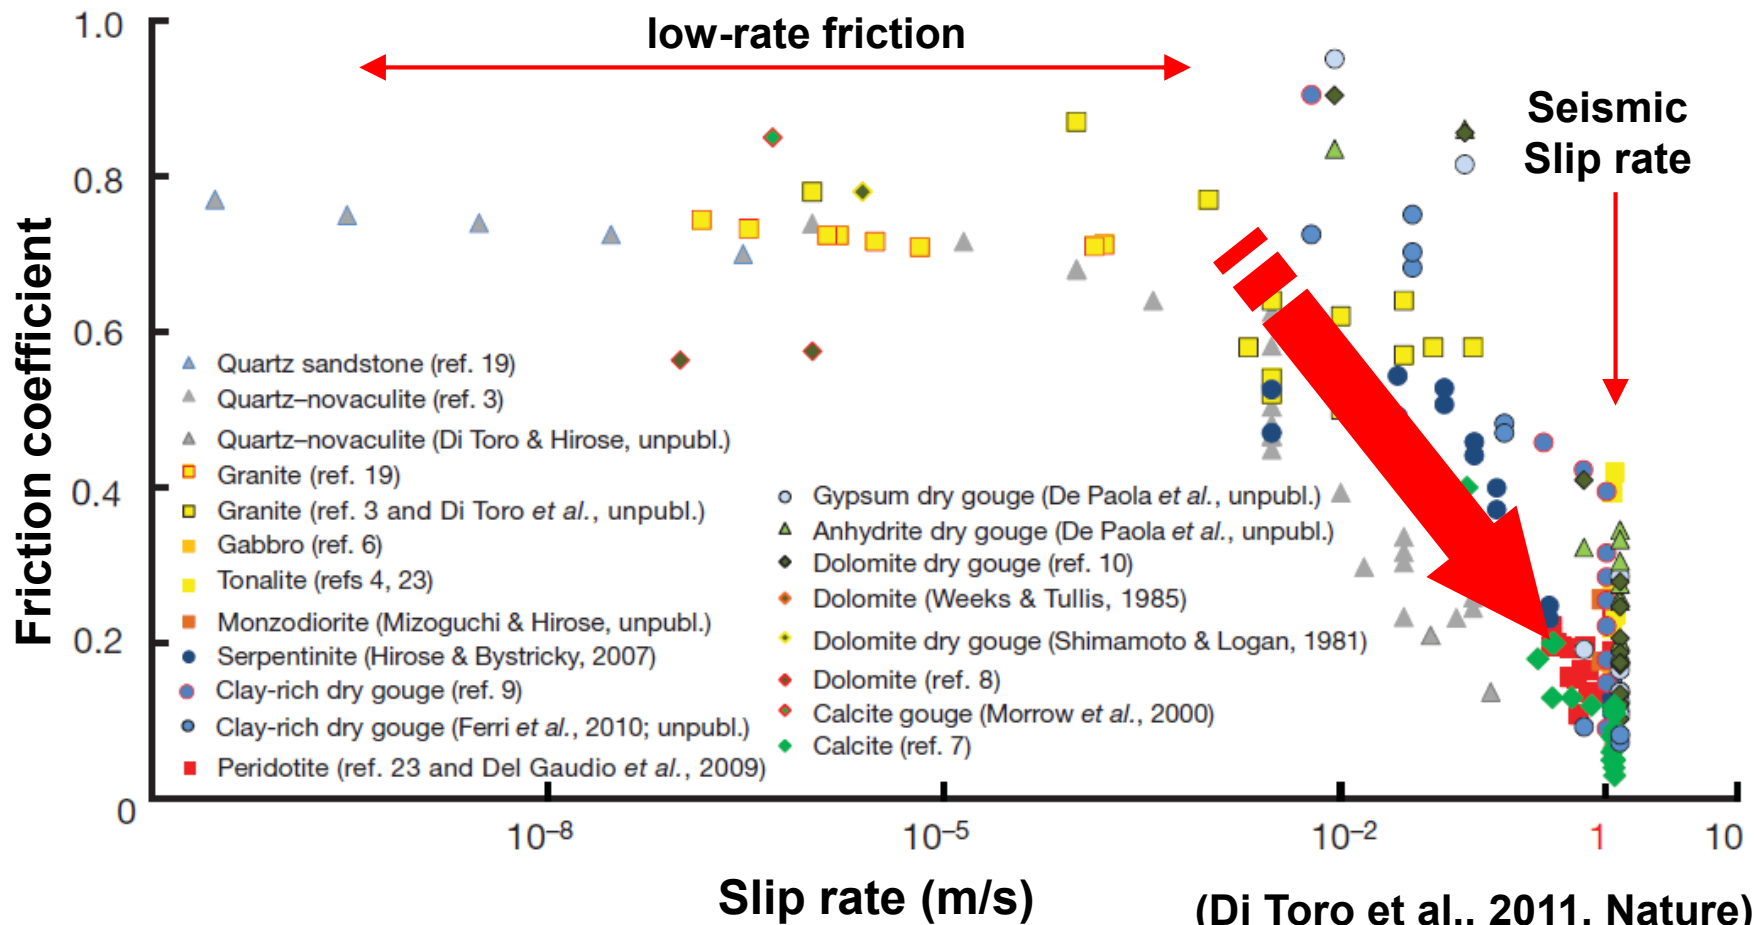 1.0
low-rate friction
Seismic
Slip rate
0.8
Friction coefficient
0.6
Quartz sandstone (ref. 19)
Quartz–novaculite (ref. 3)
Quartz–novaculite (Di Toro & Hirose, unpubl.)
Granite (ref. 19)
0.4
Granite (ref. 3 and Di Toro et al., unpubl.)
Gabbro (ref. 6)
Tonalite (refs 4, 23)
Monzodiorite (Mizoguchi & Hirose, unpubl.)
0.2
Serpentinite (Hirose & Bystricky, 2007)
Clay-rich dry gouge (ref. 9)
Clay-rich dry gouge (Ferri et al., 2010; unpubl.)
Peridotite (ref. 23 and Del Gaudio et al., 2009)
Gypsum dry gouge (De Paola et al., unpubl.)
Anhydrite dry gouge (De Paola et al., unpubl.)
Dolomite dry gouge (ref. 10)
Dolomite (Weeks & Tullis, 1985)
Dolomite dry gouge (Shimamoto & Logan, 1981)
Dolomite (ref. 8)
Calcite gouge (Morrow et al., 2000)
Calcite (ref. 7)
0
10–8 10–5 10–2 1 10
Slip rate (m/s)
(Di Toro et al., 2011, Nature)